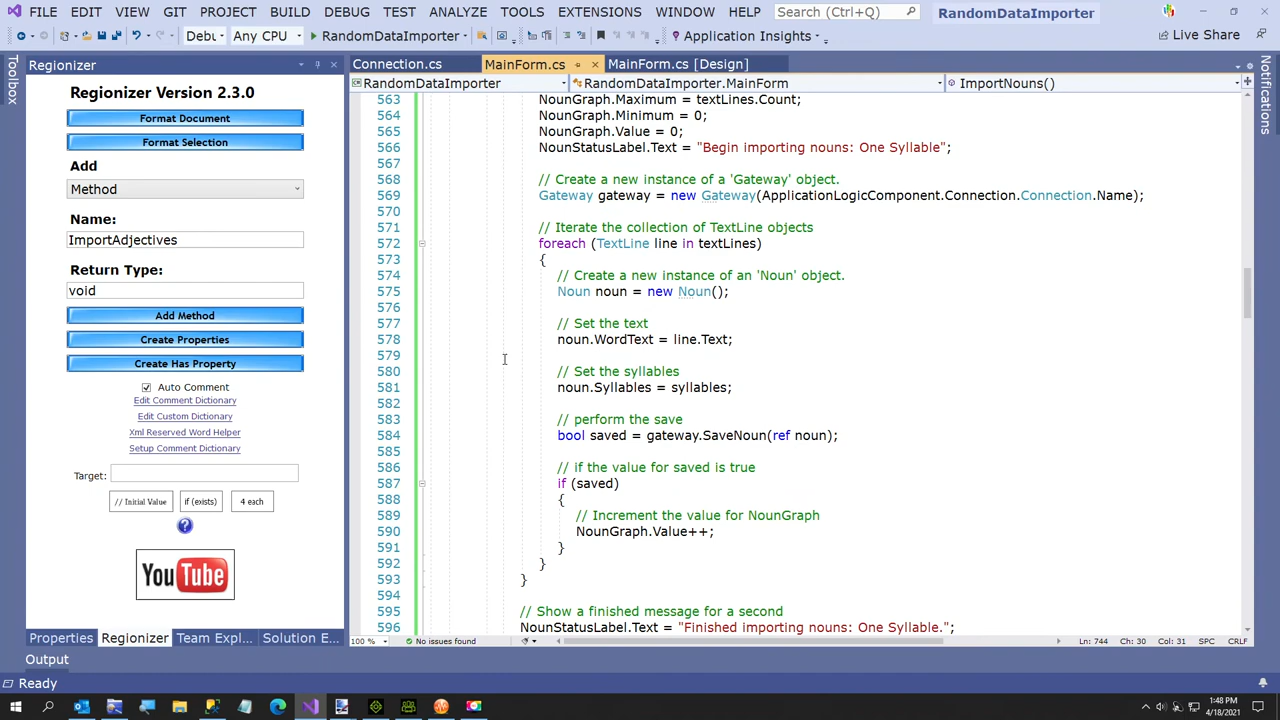 FILE EDIT VIEW GIT PROJECT BUILD DEBUG TEST ANALYZE TOOLS EXTENSIONS WINDOW HELP Search (Ctrl+Q) RandomDataImporter
Debu Any CPU RandomDataImporter Application Insights Live Share
Toolbox
Regionizer
Regionizer Version 2.3.0
Format Document
Format Selection
Add
Method
Name:
ImportAdjectives
Return Type:
void
Add Method
Create Properties
Create Has Property
Auto Comment
Edit Comment Dictionary
Edit Custom Dictionary
Xml Reserved Word Helper
Setup Comment Dictionary
Target:
// Initial Value if (exists) 4 each
?
YouTube
Properties Regionizer Team Expl... Solution E...
Connection.cs MainForm.cs MainForm.cs [Design]
RandomDataImporter RandomDataImporter.MainForm ImportNouns()
563 NounGraph.Maximum = textLines.Count;
564 NounGraph.Minimum = 0;
565 NounGraph.Value = 0;
566 NounStatusLabel.Text = "Begin importing nouns: One Syllable";
567
568 // Create a new instance of a 'Gateway' object.
569 Gateway gateway = new Gateway(ApplicationLogicComponent.Connection.Connection.Name);
570
571 // Iterate the collection of TextLine objects
572 foreach (TextLine line in textLines)
573 {
574 // Create a new instance of an 'Noun' object.
575 Noun noun = new Noun();
576
577 // Set the text
578 noun.WordText = line.Text;
579
580 // Set the syllables
581 noun.Syllables = syllables;
582
583 // perform the save
584 bool saved = gateway.SaveNoun(ref noun);
585
586 // if the value for saved is true
587 if (saved)
588 {
589 // Increment the value for NounGraph
590 NounGraph.Value++;
591 }
592 }
593 }
594
595 // Show a finished message for a second
596 NounStatusLabel.Text = "Finished importing nouns: One Syllable.";
100 % No issues found Ln: 744 Ch: 30 Col: 31 SPC CRLF
Notifications
Output
Ready
1:48 PM
4/18/2021